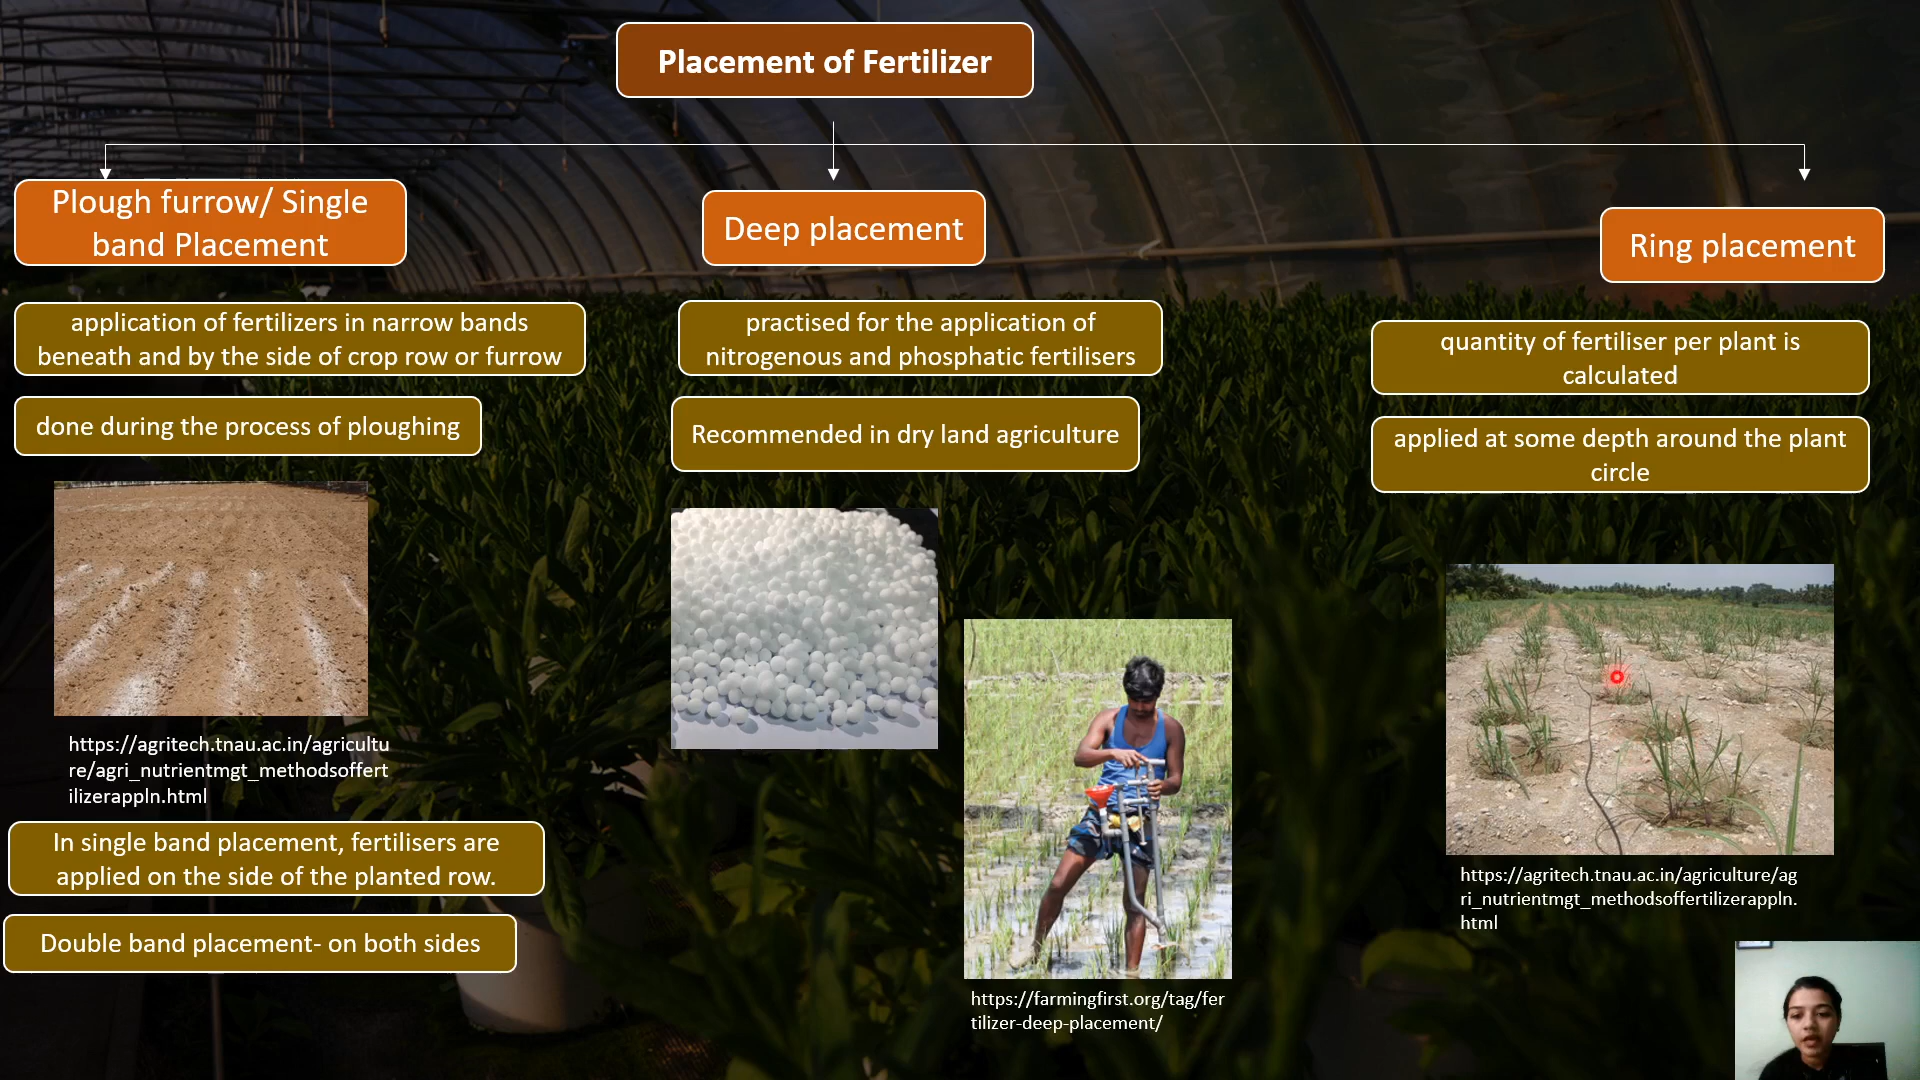 Placement of Fertilizer
Plough furrow/ Single
band Placement
application of fertilizers in narrow bands
beneath and by the side of crop row or furrow
done during the process of ploughing
https://agritech.tnau.ac.in/agricultu
re/agri_nutrientmgt_methodsoffert
ilizerappln.html
In single band placement, fertilisers are
applied on the side of the planted row.
Double band placement- on both sides
Deep placement
practised for the application of
nitrogenous and phosphatic fertilisers
Recommended in dry land agriculture
https://farmingfirst.org/tag/fer
tilizer-deep-placement/
Ring placement
quantity of fertiliser per plant is
calculated
applied at some depth around the plant
circle
https://agritech.tnau.ac.in/agriculture/ag
ri_nutrientmgt_methodsoffertilizerappln.
html